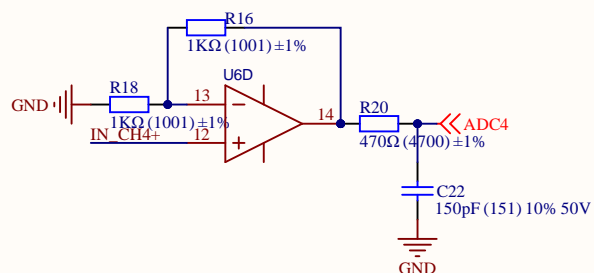 R16
1KΩ (1001) ±1%
U6D
R18
13
GND
1KΩ (1001) ±1%
14
R20
ADC4
IN_CH4+
12
470Ω (4700) ±1%
C22
150pF (151) 10% 50V
GND